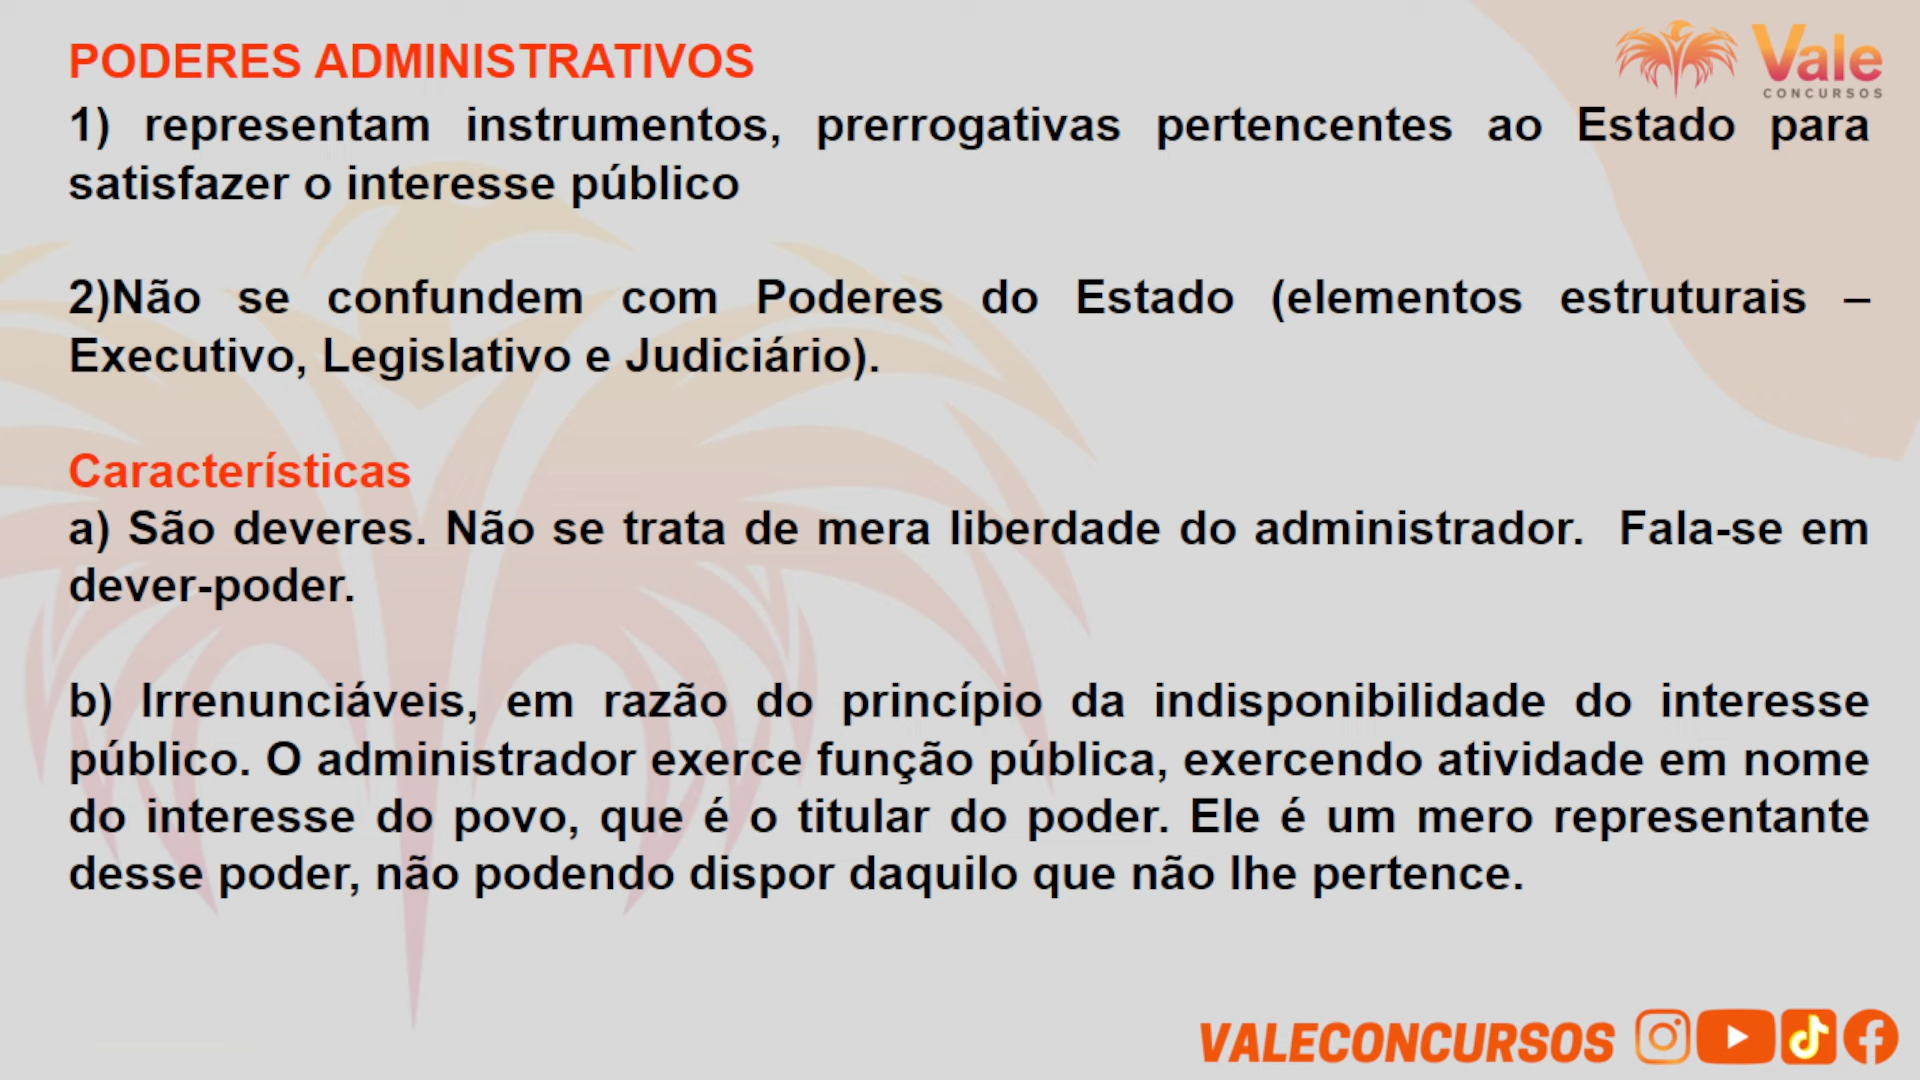 PODERES ADMINISTRATIVOS
Vale
CONCURSOS
1) representam instrumentos, prerrogativas pertencentes ao Estado para
satisfazer o interesse público
2)Não se confundem com Poderes do Estado (elementos estruturais –
Executivo, Legislativo e Judiciário).
Características
a) São deveres. Não se trata de mera liberdade do administrador. Fala-se em
dever-poder.
b) Irrenunciáveis, em razão do princípio da indisponibilidade do interesse
público. O administrador exerce função pública, exercendo atividade em nome
do interesse do povo, que é o titular do poder. Ele é um mero representante
desse poder, não podendo dispor daquilo que não lhe pertence.
VALECONCURSOS